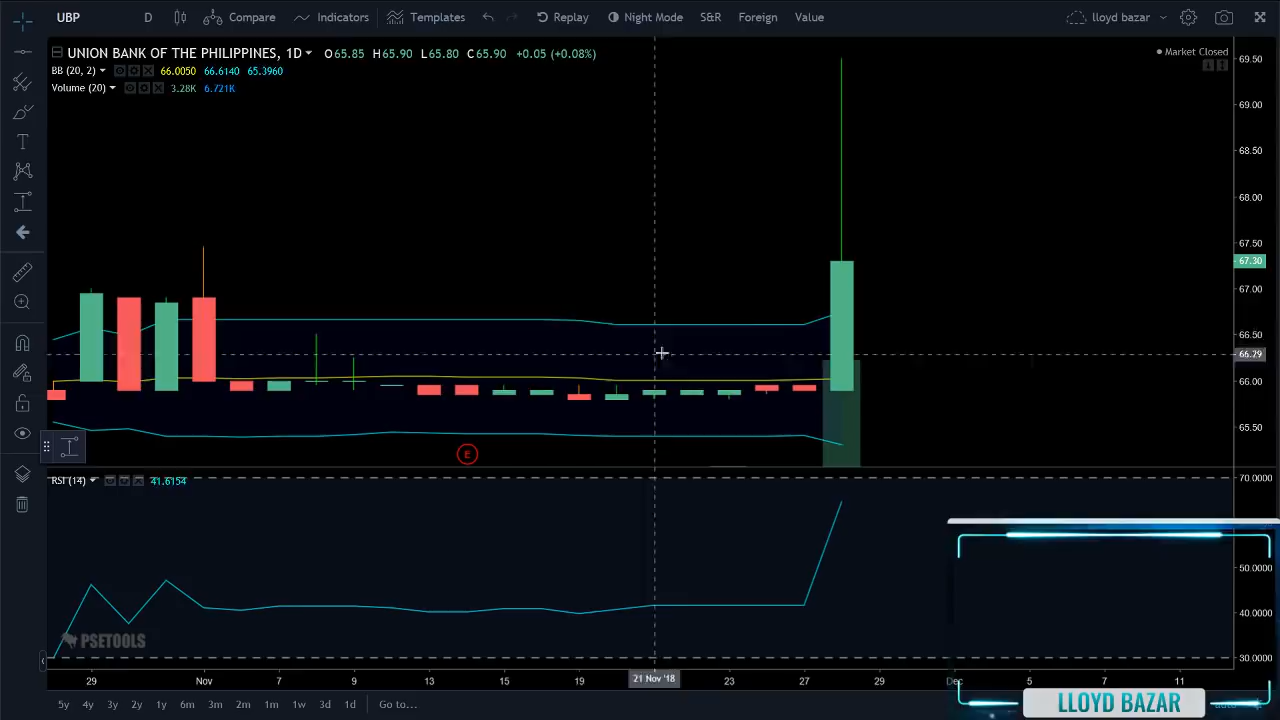 UBP D Compare Indicators Templates Replay Night Mode S&R Foreign Value lloyd bazar
UNION BANK OF THE PHILIPPINES, 1D O65.85 H65.90 L65.80 C65.90 +0.05 (+0.08%) Market Closed
BB (20, 2) 66.0050 66.6140 65.3960
Volume (20) 3.28K 6.721K
69.50
69.00
68.50
68.00
67.50
67.30
67.00
66.50
66.29
66.00
65.50
E
RSI (14) 41.6154
70.0000
50.0000
40.0000
30.0000
PSETOOLS
29 Nov 7 9 13 15 19 21 Nov '18 23 27 29 Dec 5 7 11
5y 4y 3y 2y 1y 6m 3m 2m 1m 1w 3d 1d Go to...
LLOYD BAZAR